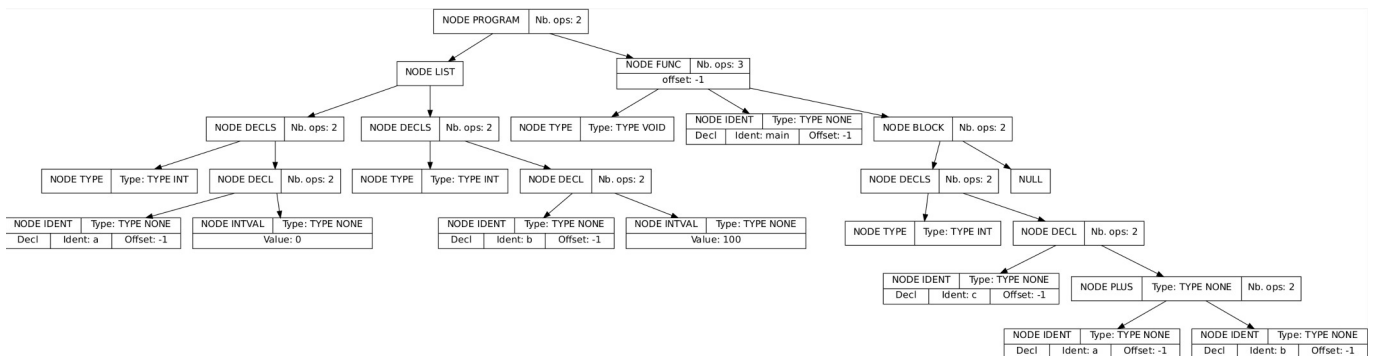 NODE PROGRAM Nb. ops: 2
NODE LIST
NODE FUNC Nb. ops: 3
offset: -1
NODE DECLS Nb. ops: 2
NODE DECLS Nb. ops: 2
NODE TYPE Type: TYPE VOID
NODE IDENT Type: TYPE NONE
Decl Ident: main Offset: -1
NODE BLOCK Nb. ops: 2
NODE TYPE Type: TYPE INT
NODE DECL Nb. ops: 2
NODE TYPE Type: TYPE INT
NODE DECL Nb. ops: 2
NODE DECLS Nb. ops: 2
NULL
NODE IDENT Type: TYPE NONE
Decl Ident: a Offset: -1
NODE INTVAL Type: TYPE NONE
Value: 0
NODE IDENT Type: TYPE NONE
Decl Ident: b Offset: -1
NODE INTVAL Type: TYPE NONE
Value: 100
NODE TYPE Type: TYPE INT
NODE DECL Nb. ops: 2
NODE IDENT Type: TYPE NONE
Decl Ident: c Offset: -1
NODE PLUS Type: TYPE NONE Nb. ops: 2
NODE IDENT Type: TYPE NONE
Decl Ident: a Offset: -1
NODE IDENT Type: TYPE NONE
Decl Ident: b Offset: -1